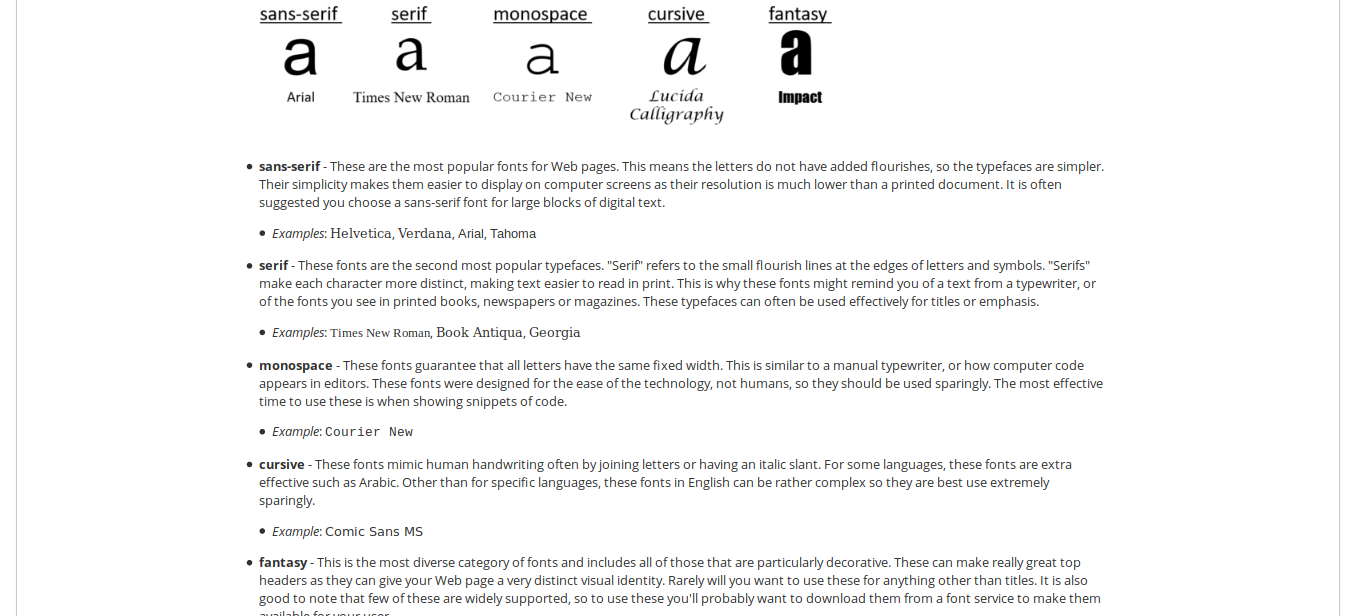 sans-serif serif monospace cursive fantasy
a a a a a
Arial Times New Roman Courier New Lucida Calligraphy Impact
• sans-serif - These are the most popular fonts for Web pages. This means the letters do not have added flourishes, so the typefaces are simpler.
Their simplicity makes them easier to display on computer screens as their resolution is much lower than a printed document. It is often
suggested you choose a sans-serif font for large blocks of digital text.
• Examples: Helvetica, Verdana, Arial, Tahoma
• serif - These fonts are the second most popular typefaces. "Serif" refers to the small flourish lines at the edges of letters and symbols. "Serifs"
make each character more distinct, making text easier to read in print. This is why these fonts might remind you of a text from a typewriter, or
of the fonts you see in printed books, newspapers or magazines. These typefaces can often be used effectively for titles or emphasis.
• Examples: Times New Roman, Book Antiqua, Georgia
• monospace - These fonts guarantee that all letters have the same fixed width. This is similar to a manual typewriter, or how computer code
appears in editors. These fonts were designed for the ease of the technology, not humans, so they should be used sparingly. The most effective
time to use these is when showing snippets of code.
• Example: Courier New
• cursive - These fonts mimic human handwriting often by joining letters or having an italic slant. For some languages, these fonts are extra
effective such as Arabic. Other than for specific languages, these fonts in English can be rather complex so they are best use extremely
sparingly.
• Example: Comic Sans MS
• fantasy - This is the most diverse category of fonts and includes all of those that are particularly decorative. These can make really great top
headers as they can give your Web page a very distinct visual identity. Rarely will you want to use these for anything other than titles. It is also
good to note that few of these are widely supported, so to use these you'll probably want to download them from a font service to make them
available for your user